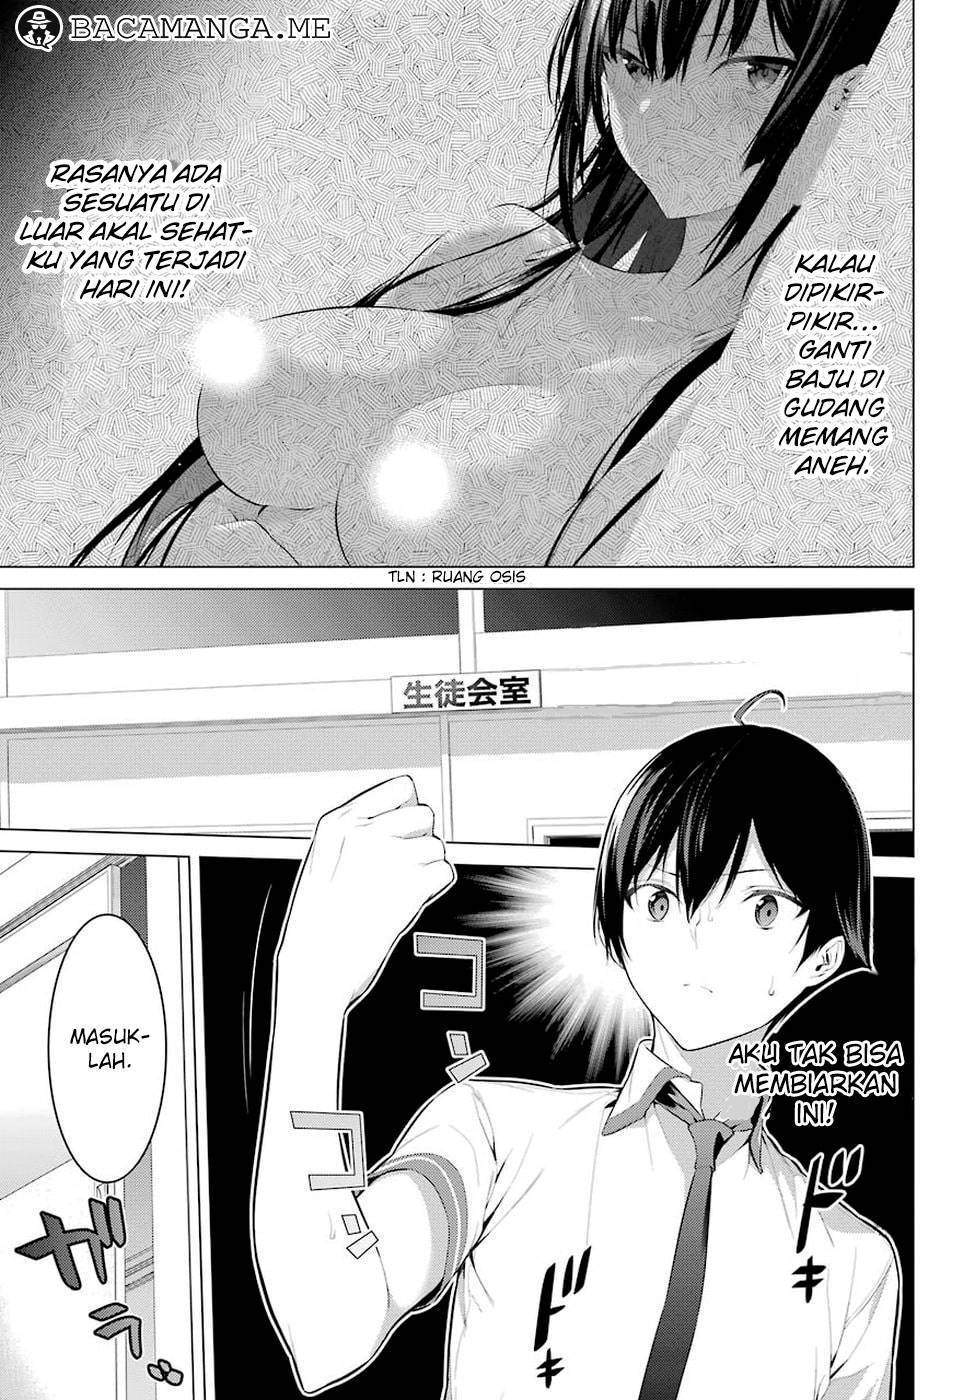 BACAMANGA.ME
KALAU
DIPIKIR-
PIKIR...
GANTI
BAJU DI
GUDANG
MEMANG
ANEH.
RASANYA ADA
SESUATU DI
LUAR AKAL SEHAT-
KU YANG TERJADI
HARI INI!
TLN : RUANG OSIS
生徒会室
AKU TAK BISA
MEMBIARKAN
INI!
コン
コン
ドキ
ドキ
MASUK-
LAH.
ガラ